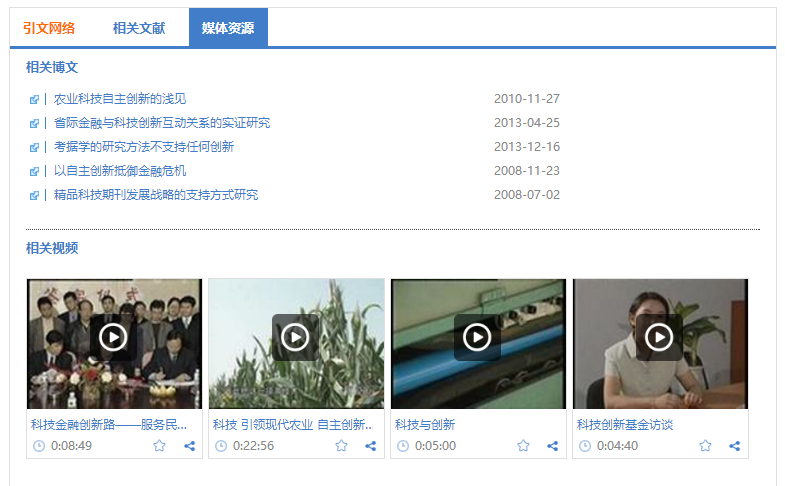 引文网络 相关文献 媒体资源
相关博文
农业科技自主创新的浅见 2010-11-27
省际金融与科技创新互动关系的实证研究 2013-04-25
考据学的研究方法不支持任何创新 2013-12-16
以自主创新抵御金融危机 2008-11-23
精品科技期刊发展战略的支持方式研究 2008-07-02
相关视频
科技金融创新路——服务民... 科技 引领现代农业 自主创新... 科技与创新 科技创新基金访谈
0:08:49 0:22:56 0:05:00 0:04:40